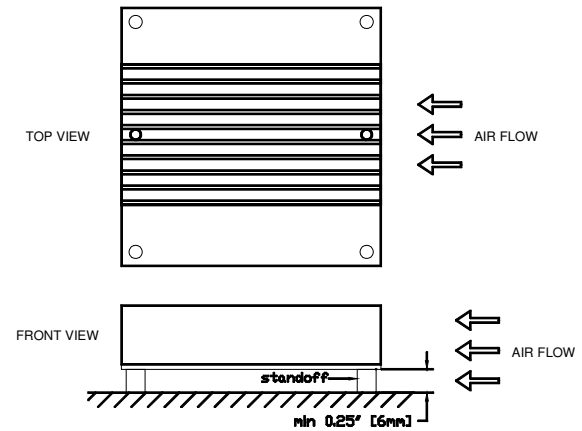 TOP VIEW
AIR FLOW
FRONT VIEW
AIR FLOW
standoff
min 0.25" [6mm]